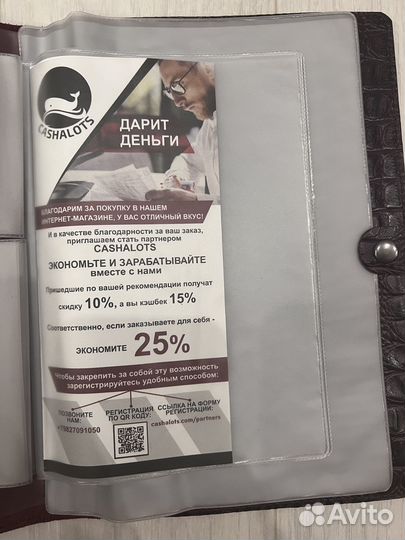 CASHALOTS
ДАРИТ
ДЕНЬГИ
БЛАГОДАРИМ ЗА ПОКУПКУ В НАШЕМ
ИНТЕРНЕТ-МАГАЗИНЕ, У ВАС ОТЛИЧНЫЙ ВКУС!
И в качестве благодарности за ваш заказ,
приглашаем стать партнером
CASHALOTS
ЭКОНОМЬТЕ И ЗАРАБАТЫВАЙТЕ
вместе с нами
Пришедшие по вашей рекомендации получат
скидку 10%, а вы кэшбек 15%
Соответственно, если заказываете для себя -
ЭКОНОМИТЕ 25%
Чтобы закрепить за собой эту возможность
зарегистрируйтесь удобным способом:
ПОЗВОНИТЕ
НАМ:
+79827091050
РЕГИСТРАЦИЯ
ПО QR КОДУ:
ССЫЛКА НА ФОРМУ
РЕГИСТРАЦИИ:
cashalots.com/partners
Avito